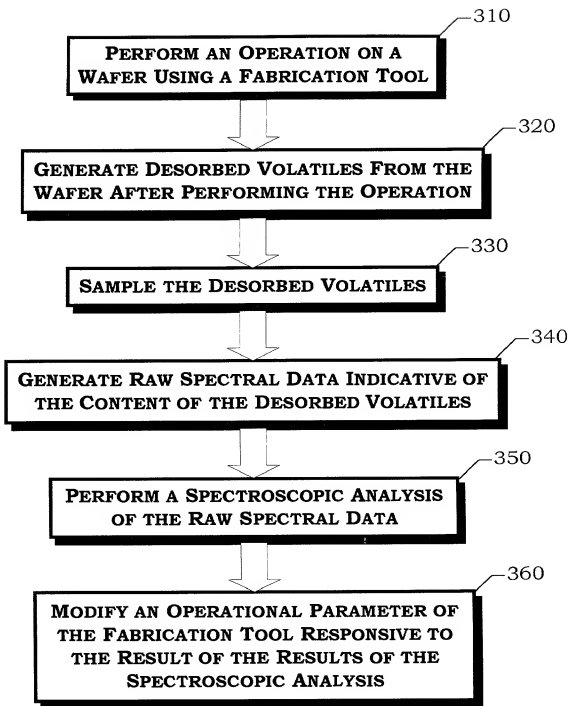 310
PERFORM AN OPERATION ON A
WAFER USING A FABRICATION TOOL
320
GENERATE DESORBED VOLATILES FROM THE
WAFER AFTER PERFORMING THE OPERATION
330
SAMPLE THE DESORBED VOLATILES
340
GENERATE RAW SPECTRAL DATA INDICATIVE OF
THE CONTENT OF THE DESORBED VOLATILES
350
PERFORM A SPECTROSCOPIC ANALYSIS
OF THE RAW SPECTRAL DATA
360
MODIFY AN OPERATIONAL PARAMETER OF
THE FABRICATION TOOL RESPONSIVE TO
THE RESULT OF THE RESULTS OF THE
SPECTROSCOPIC ANALYSIS